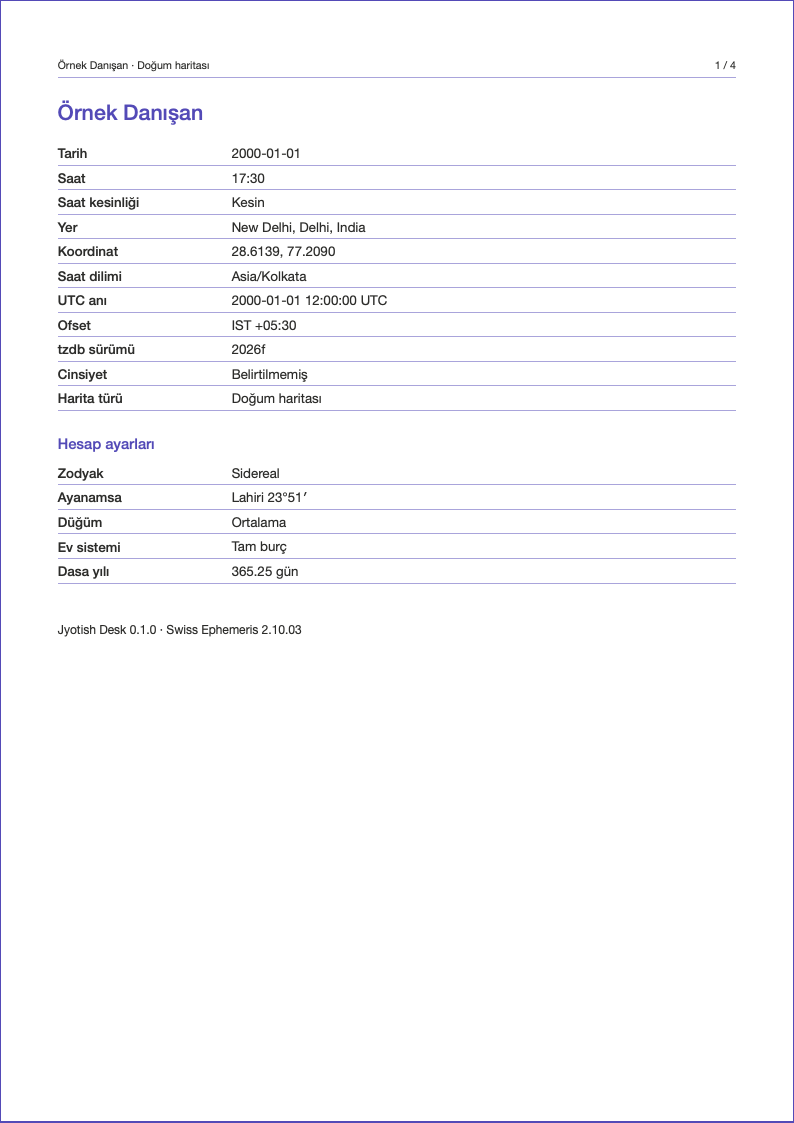 Örnek Danışan · Doğum haritası 1 / 4
Örnek Danışan
Tarih 2000-01-01
Saat 17:30
Saat kesinliği Kesin
Yer New Delhi, Delhi, India
Koordinat 28.6139, 77.2090
Saat dilimi Asia/Kolkata
UTC anı 2000-01-01 12:00:00 UTC
Ofset IST +05:30
tzdb sürümü 2026f
Cinsiyet Belirtilmemiş
Harita türü Doğum haritası
Hesap ayarları
Zodyak Sidereal
Ayanamsa Lahiri 23°51′
Düğüm Ortalama
Ev sistemi Tam burç
Dasa yılı 365.25 gün
Jyotish Desk 0.1.0 · Swiss Ephemeris 2.10.03